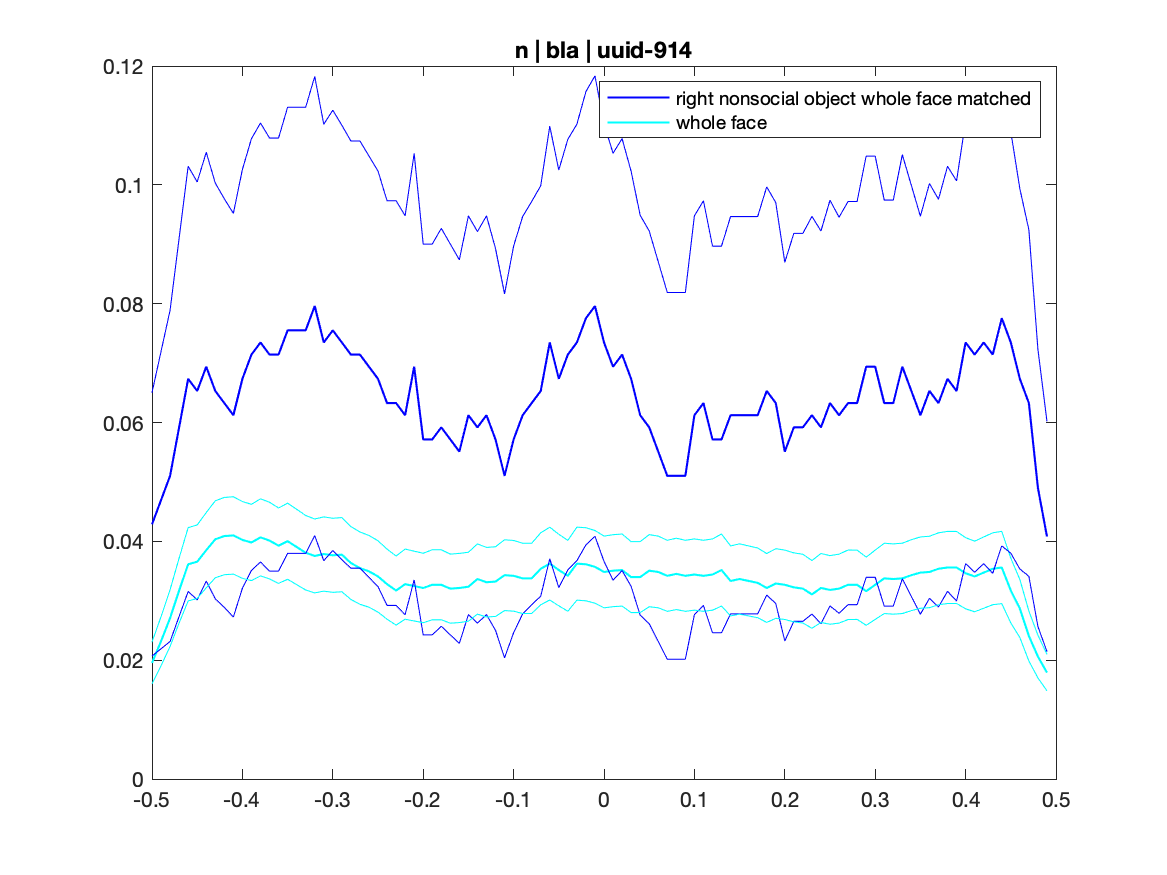 n | bla | uuid-914
right nonsocial object whole face matched
whole face
0.12
0.1
0.08
0.06
0.04
0.02
0
-0.5 -0.4 -0.3 -0.2 -0.1 0 0.1 0.2 0.3 0.4 0.5